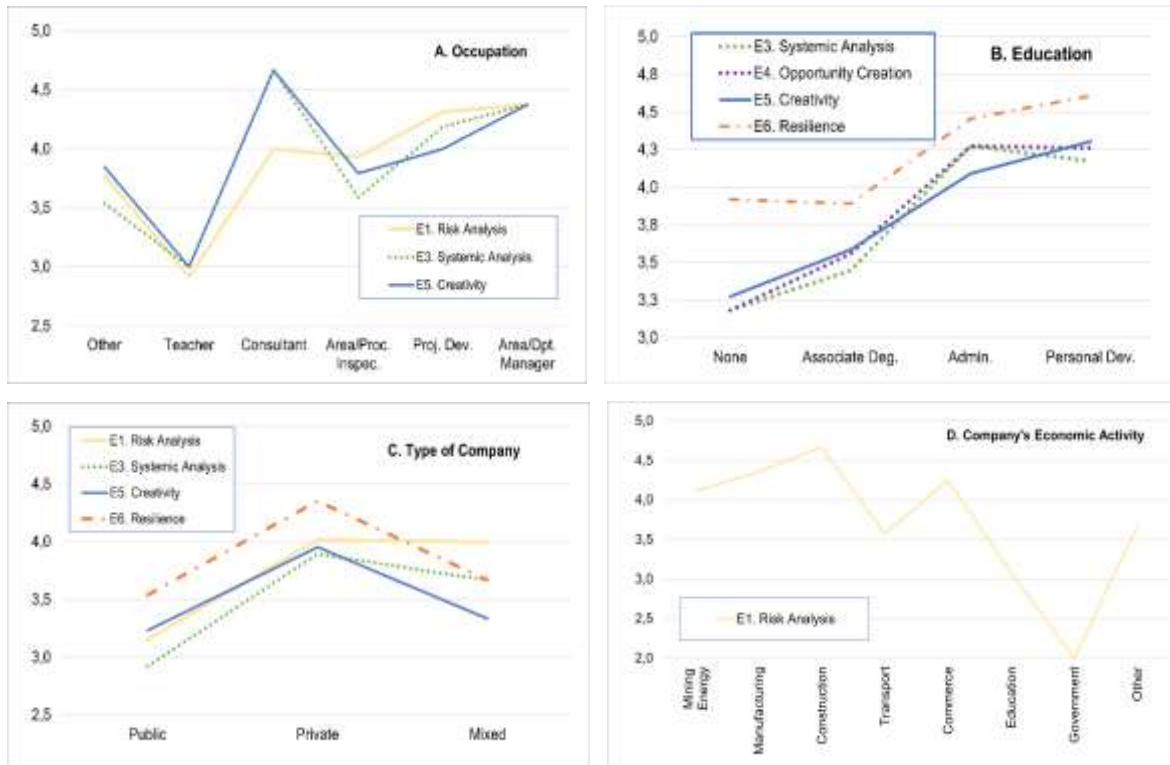 A. Occupation
5,0
4,5
4,0
3,5
3,0
2,5
E1. Risk Analysis
E3. Systemic Analysis
E5. Creativity
Other
Teacher
Consultant
Area/Proc.
Inspec.
Proj. Dev.
Area/Dpt.
Manager
B. Education
5,0
4,8
4,5
4,3
4,0
3,8
3,5
3,3
3,0
E3. Systemic Analysis
E4. Opportunity Creation
E5. Creativity
E6. Resilience
None
Associate Deg.
Admin.
Personal Dev.
C. Type of Company
5,0
4,5
4,0
3,5
3,0
2,5
E1. Risk Analysis
E3. Systemic Analysis
E5. Creativity
E6. Resilience
Public
Private
Mixed
D. Company's Economic Activity
5,0
4,5
4,0
3,5
3,0
2,5
2,0
E1. Risk Analysis
Mining
Energy
Manufacturing
Construction
Transport
Commerce
Education
Government
Other